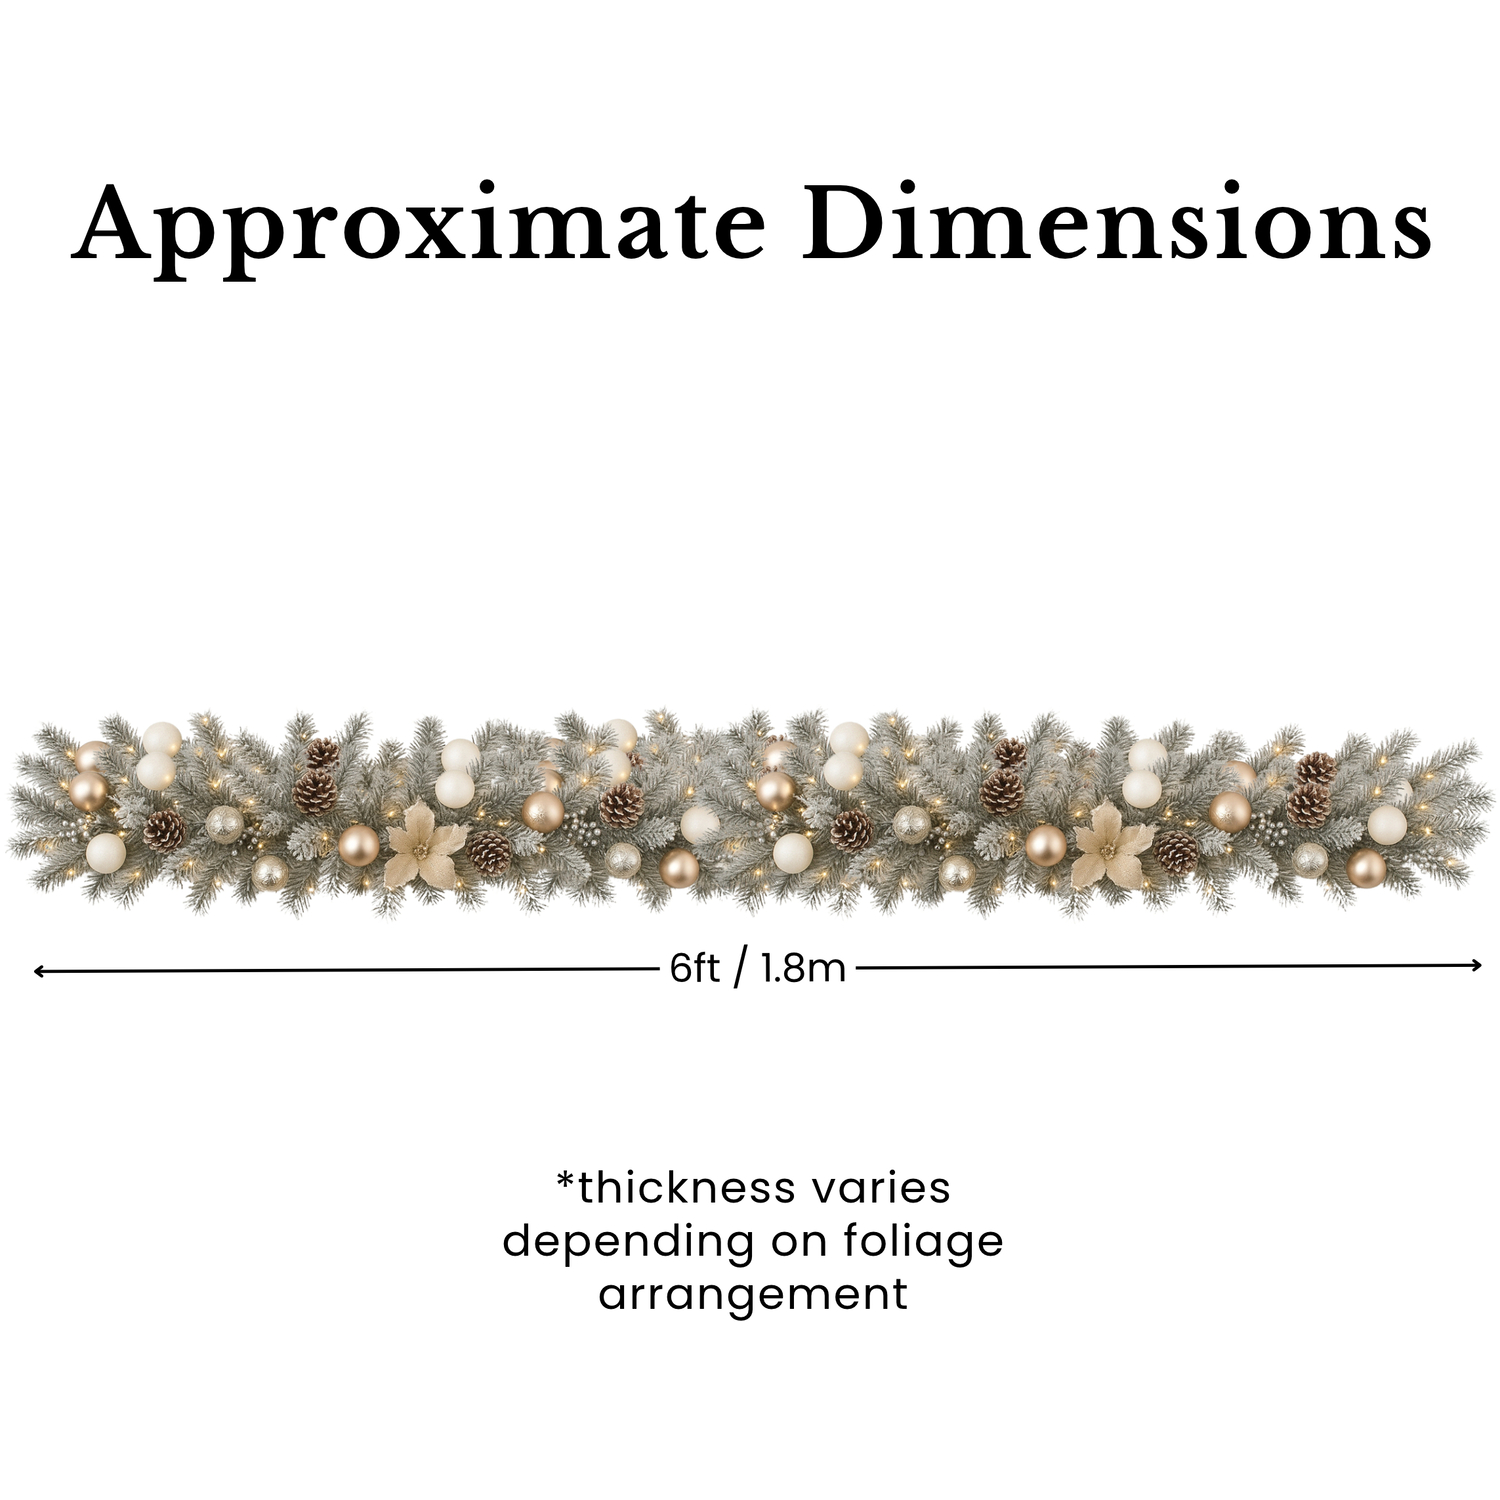 Approximate Dimensions
6ft / 1.8m
*thickness varies
depending on foliage
arrangement